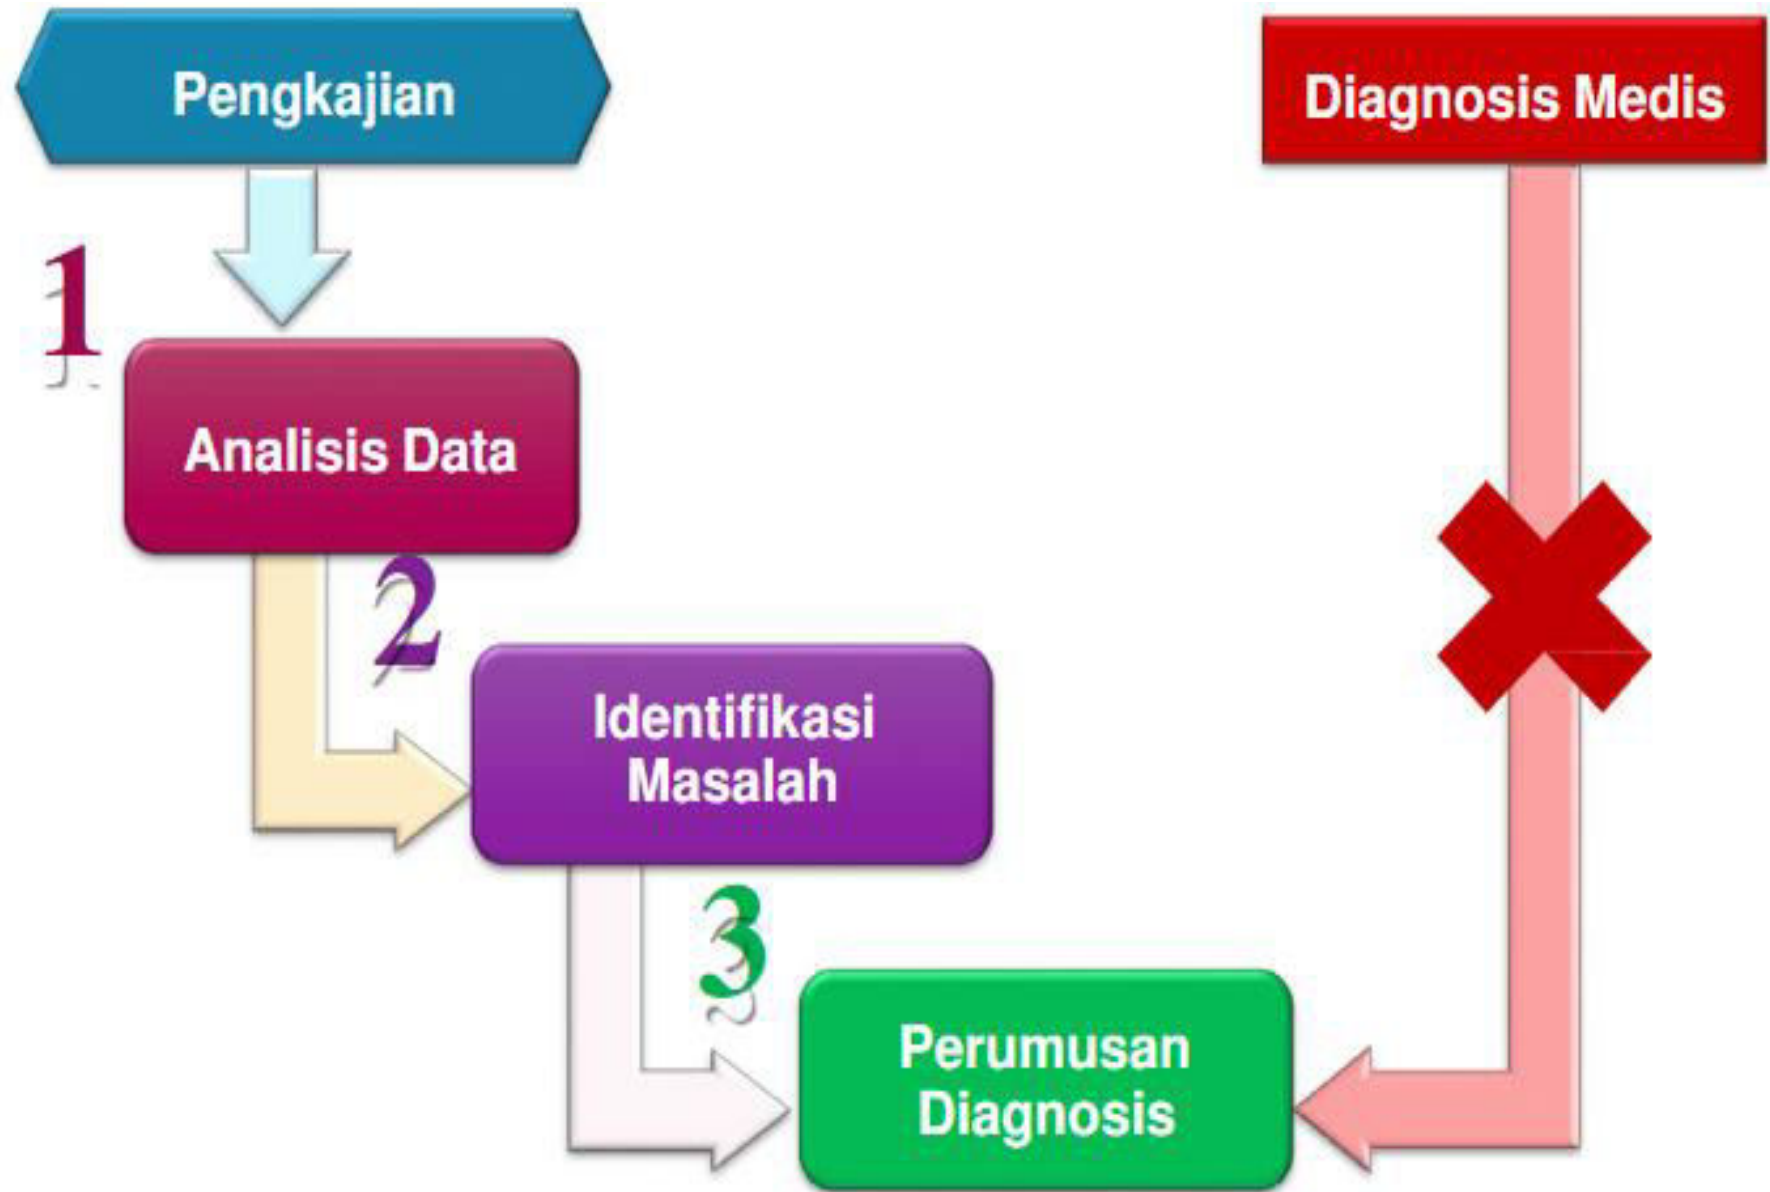 Pengkajian
Diagnosis Medis
1
Analisis Data
2
Identifikasi
Masalah
3
Perumusan
Diagnosis